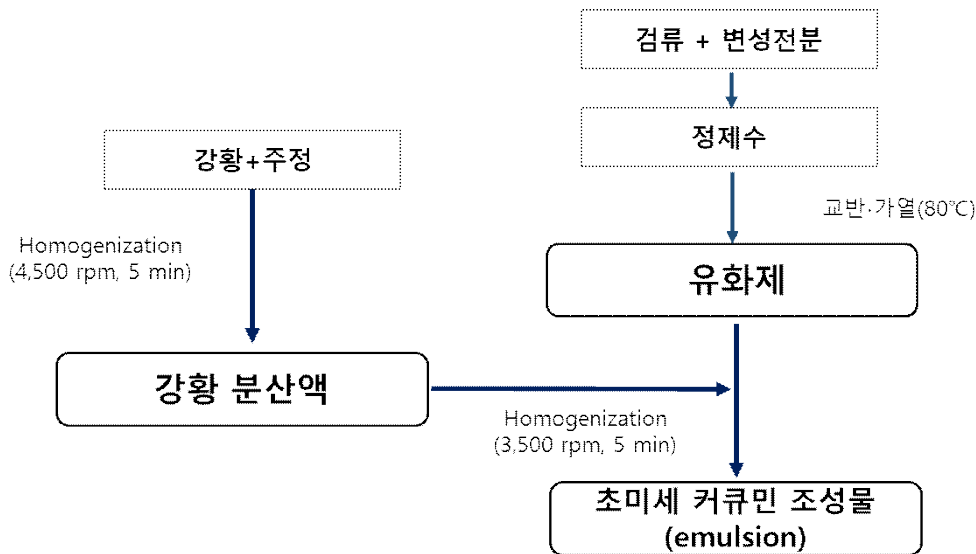 검류 + 변성전분
정제수
강황+주정
교반·가열(80℃)
Homogenization
(4,500 rpm, 5 min)
유화제
강황 분산액
Homogenization
(3,500 rpm, 5 min)
초미세 커큐민 조성물
(emulsion)